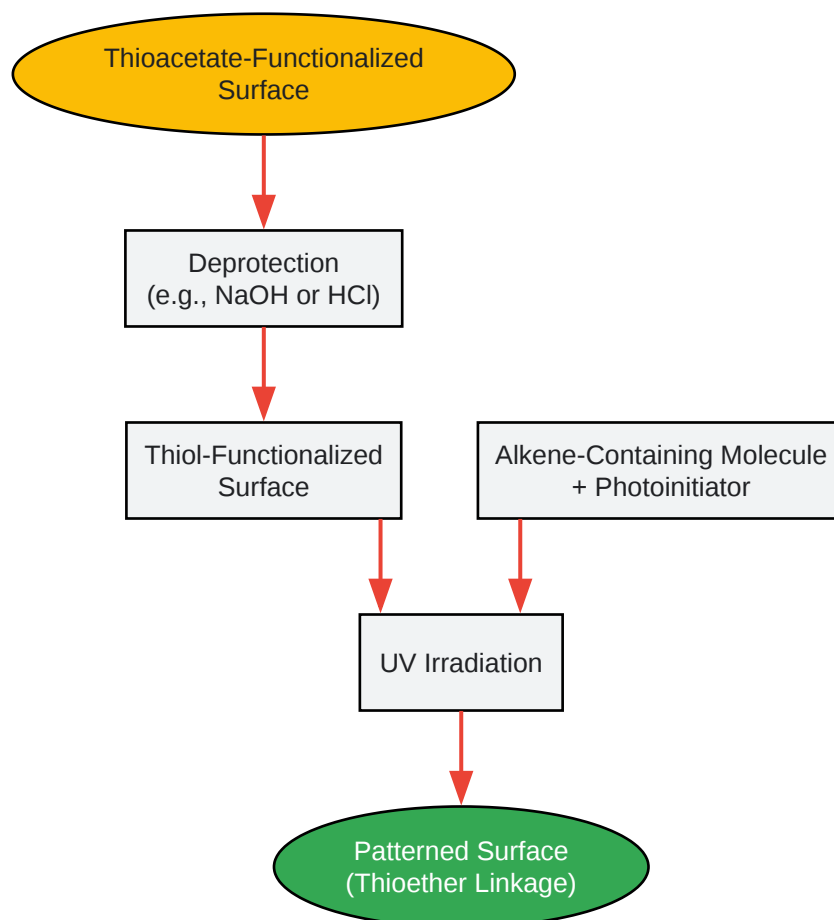 Thioacetate-Functionalized
Surface
Deprotection
(e.g., NaOH or HCl)
Thiol-Functionalized
Surface
Alkene-Containing Molecule
+ Photoinitiator
UV Irradiation
Patterned Surface
(Thioether Linkage)